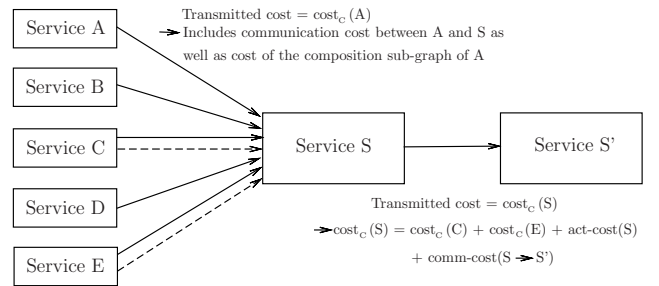 Transmitted cost = cost_C (A)
Service A
Includes communication cost between A and S as
well as cost of the composition sub-graph of A
Service B
Service C
Service S
Service S'
Service D
Service E
Transmitted cost = cost_C (S)
cost_C (S) = cost_C (C) + cost_C (E) + act-cost(S)
+ comm-cost(S → S')